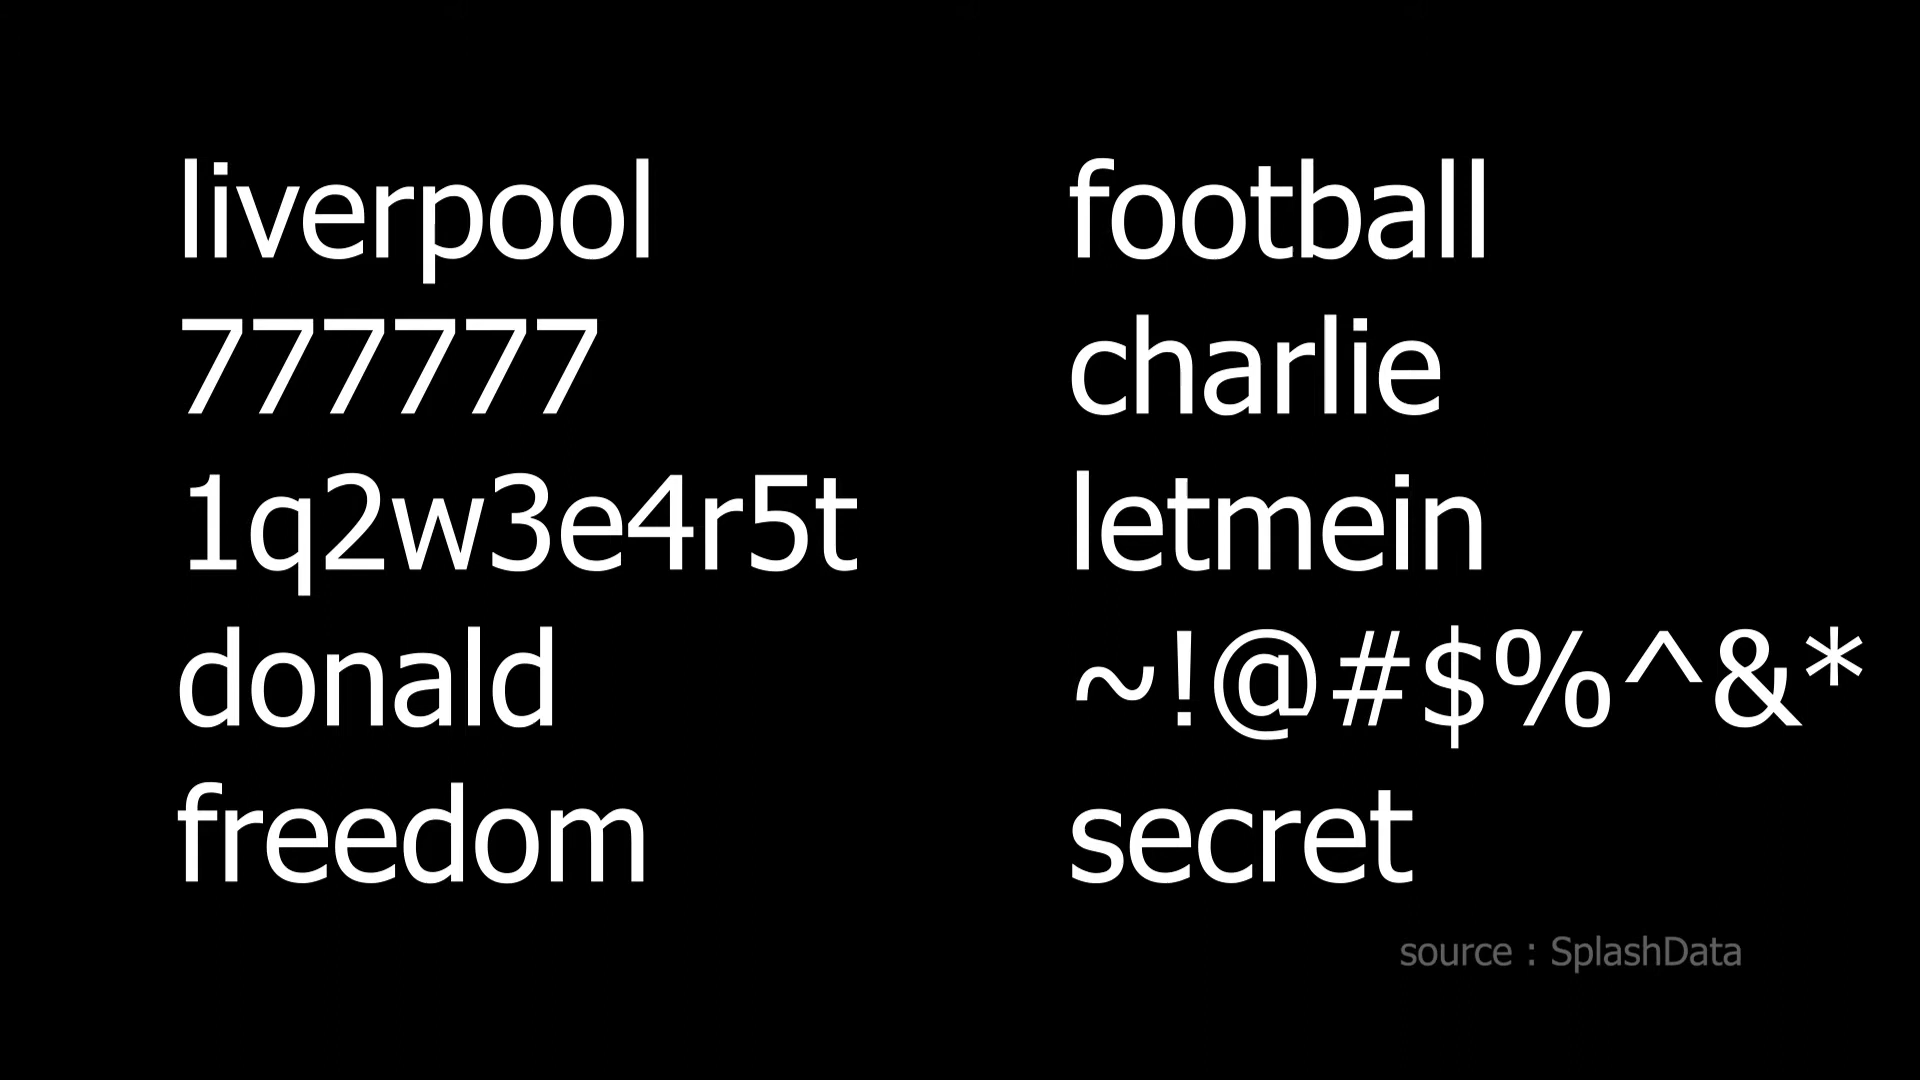 liverpool
777777
1q2w3e4r5t
donald
freedom
football
charlie
letmein
~!@#$%^&*
secret
source : SplashData